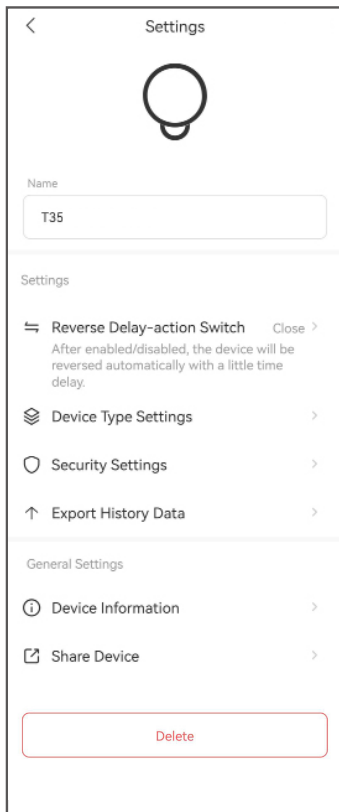 Settings
Name
T35
Settings
Reverse Delay-action Switch Close
After enabled/disabled, the device will be
reversed automatically with a little time
delay.
Device Type Settings
Security Settings
Export History Data
General Settings
Device Information
Share Device
Delete